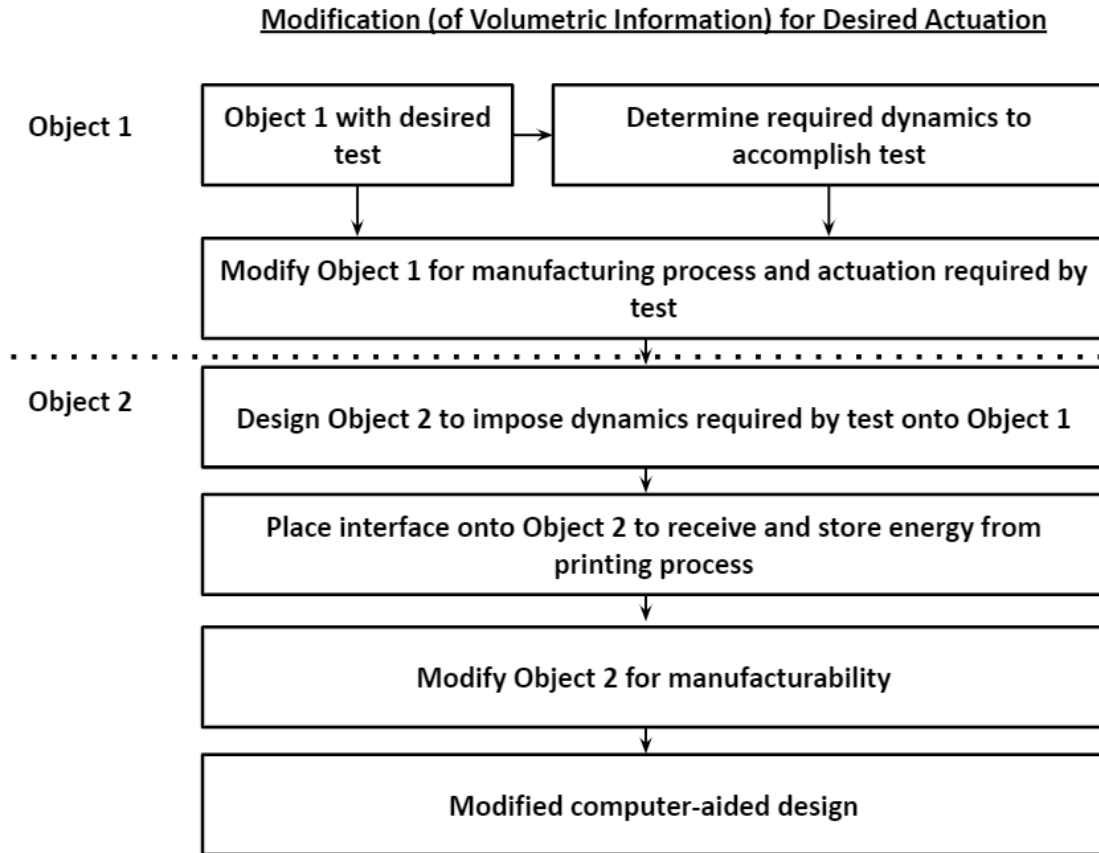 Modification (of Volumetric Information) for Desired Actuation
Object 1
Object 1 with desired
test
Determine required dynamics to
accomplish test
Modify Object 1 for manufacturing process and actuation required by
test
Object 2
Design Object 2 to impose dynamics required by test onto Object 1
Place interface onto Object 2 to receive and store energy from
printing process
Modify Object 2 for manufacturability
Modified computer-aided design